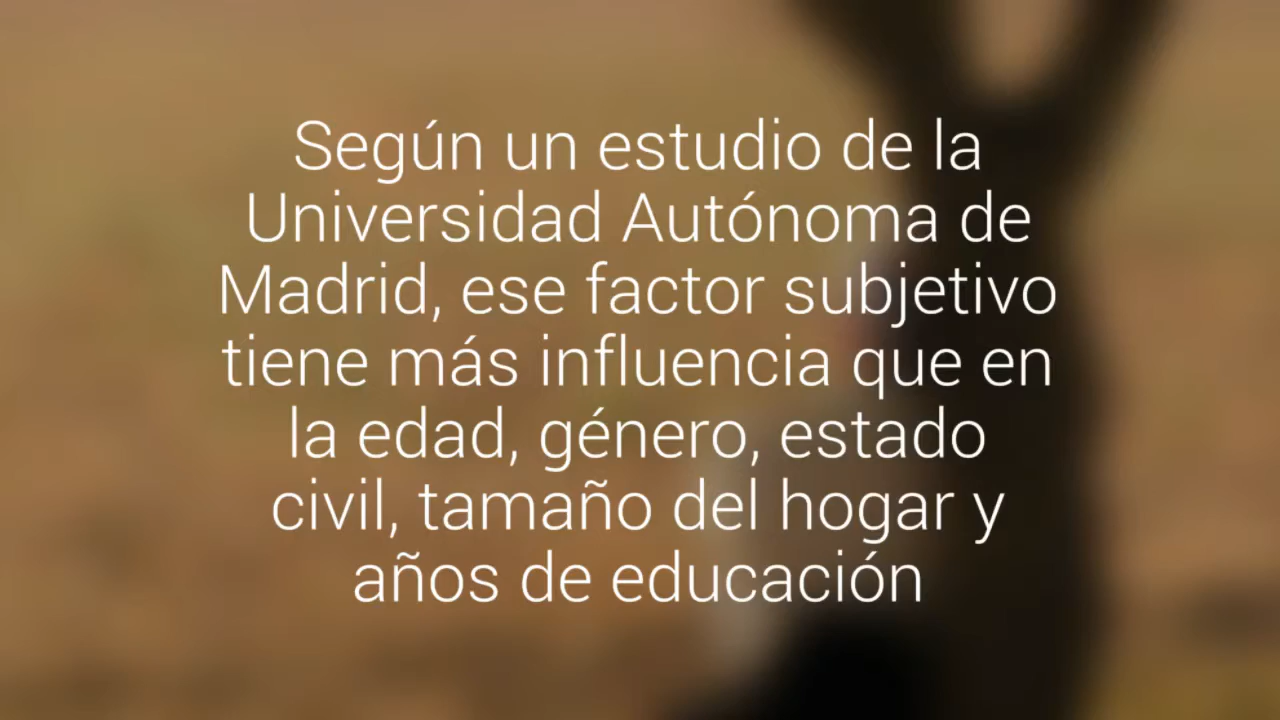 Según un estudio de la
Universidad Autónoma de
Madrid, ese factor subjetivo
tiene más influencia que en
la edad, género, estado
civil, tamaño del hogar y
años de educación